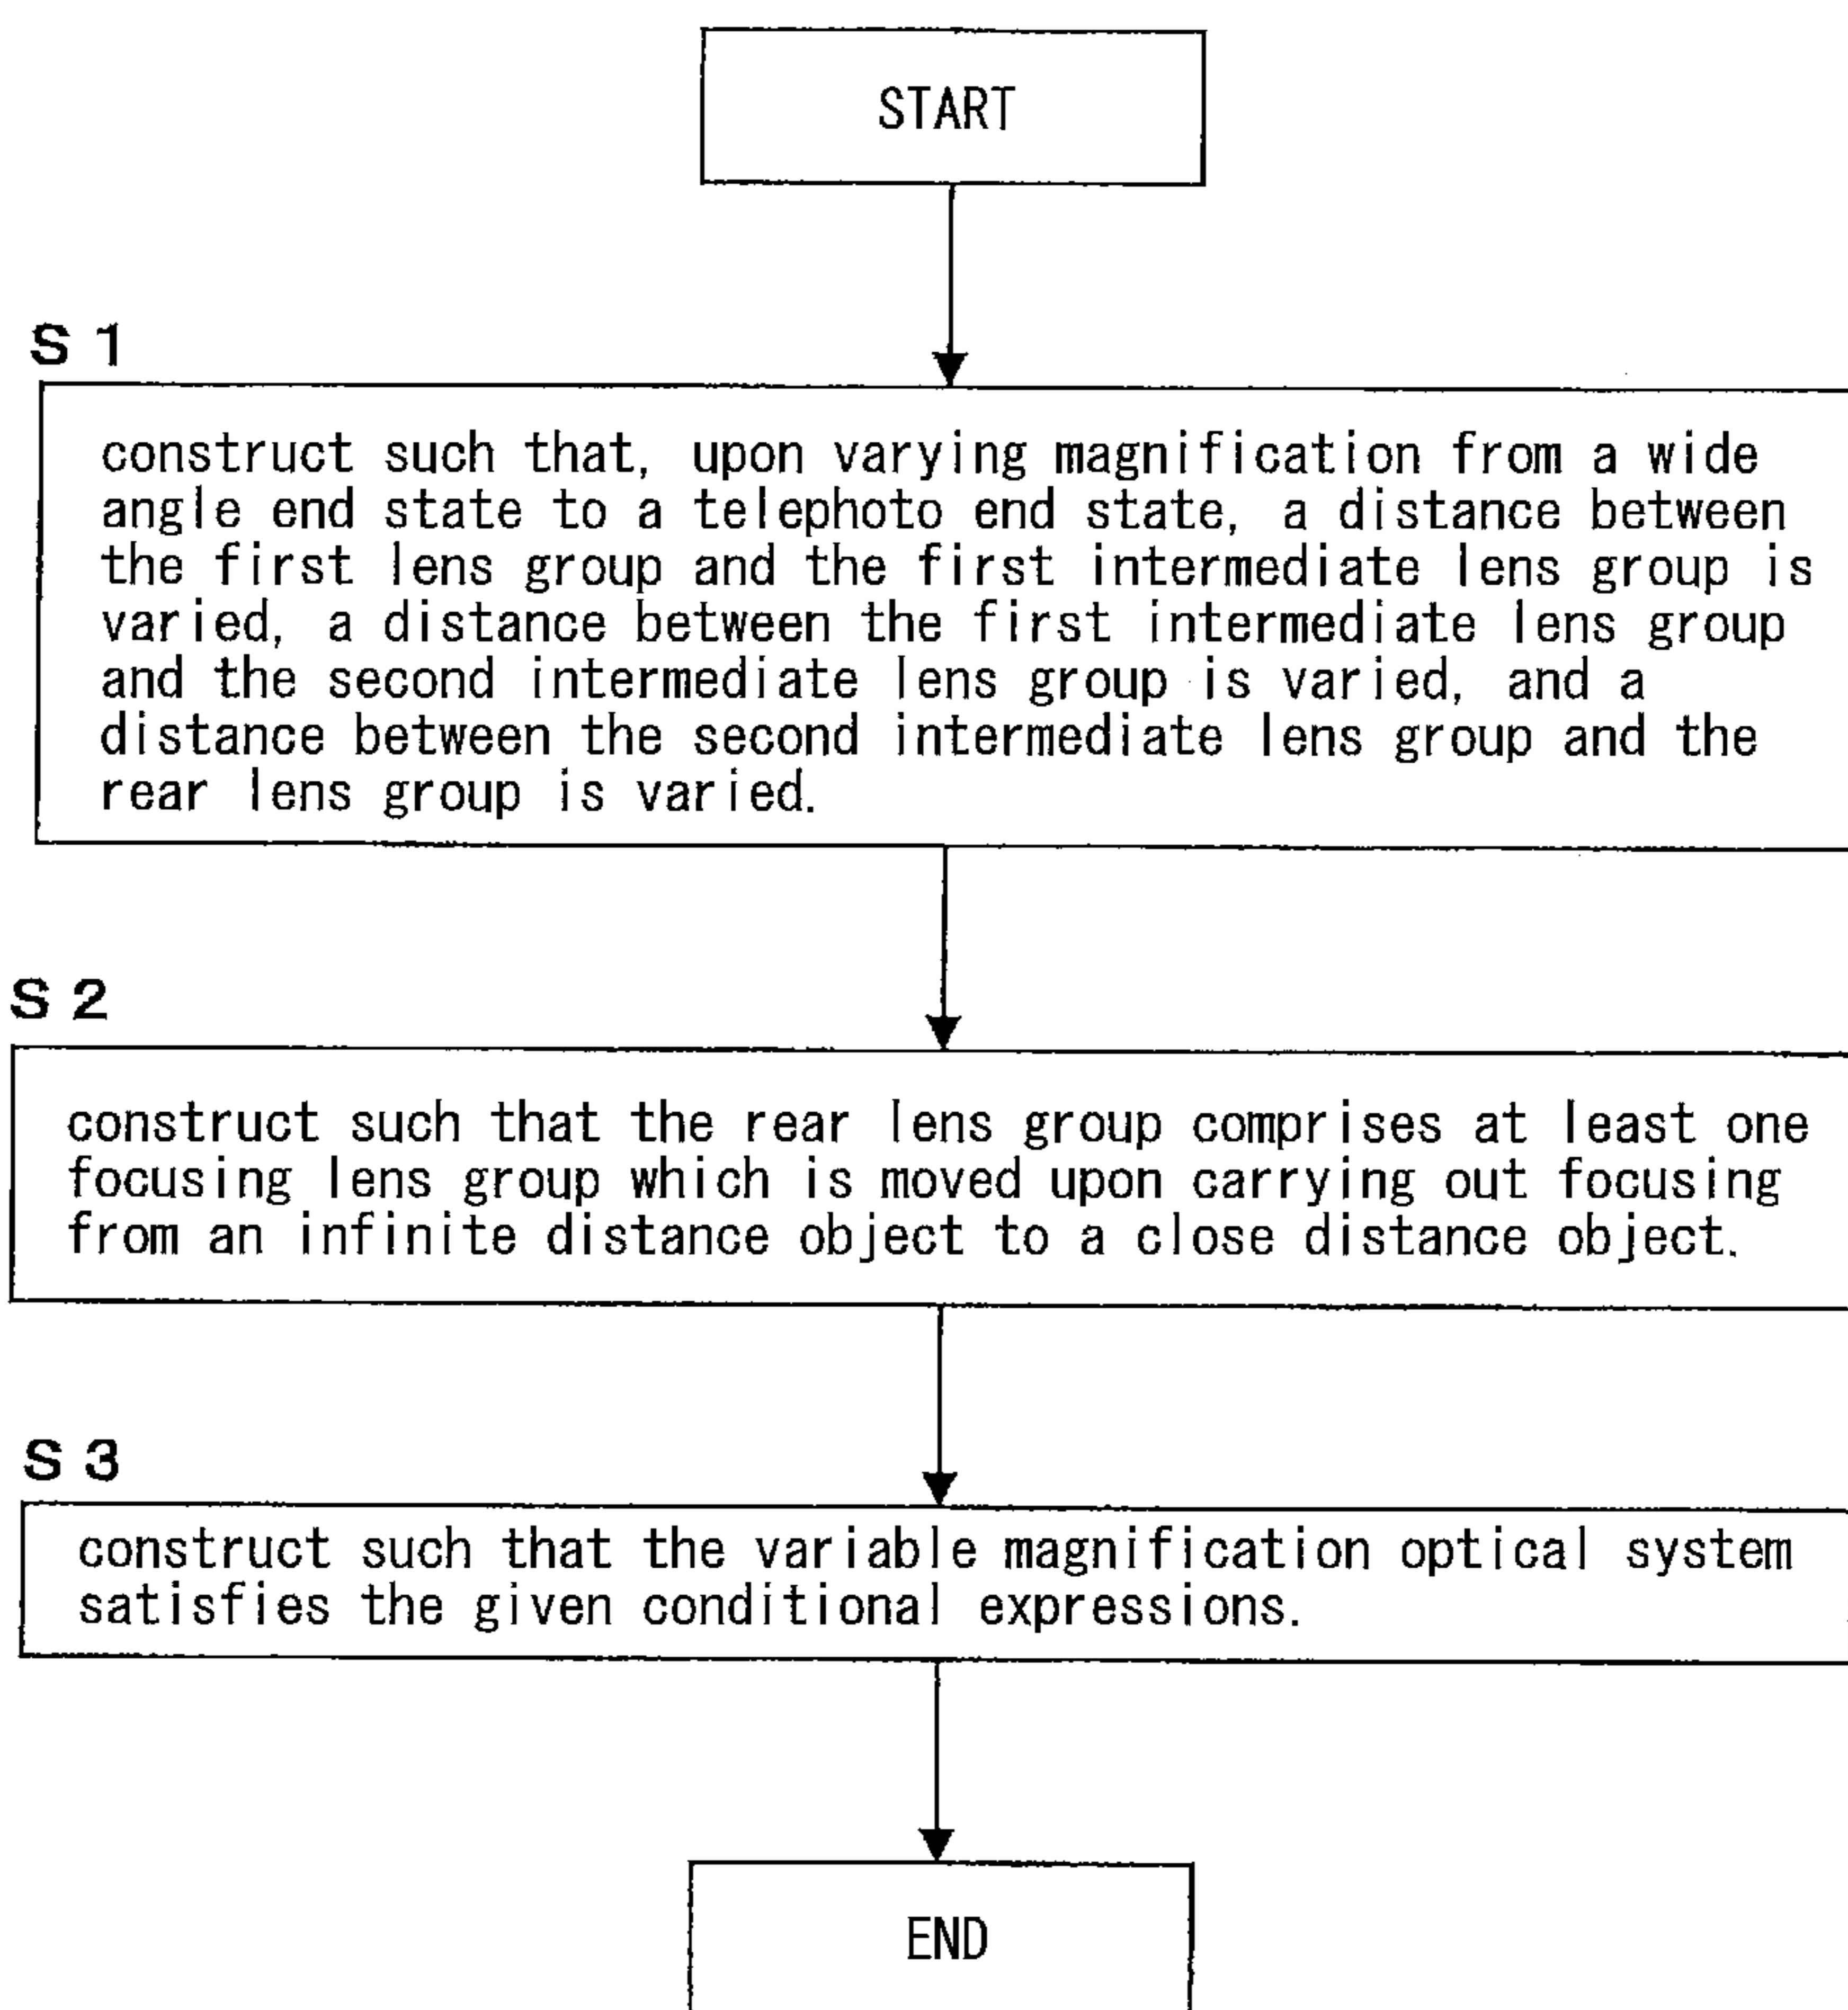 START
S 1
construct such that, upon varying magnification from a wide
angle end state to a telephoto end state, a distance between
the first lens group and the first intermediate lens group is
varied, a distance between the first intermediate lens group
and the second intermediate lens group is varied, and a
distance between the second intermediate lens group and the
rear lens group is varied.
S 2
construct such that the rear lens group comprises at least one
focusing lens group which is moved upon carrying out focusing
from an infinite distance object to a close distance object.
S 3
construct such that the variable magnification optical system
satisfies the given conditional expressions.
END